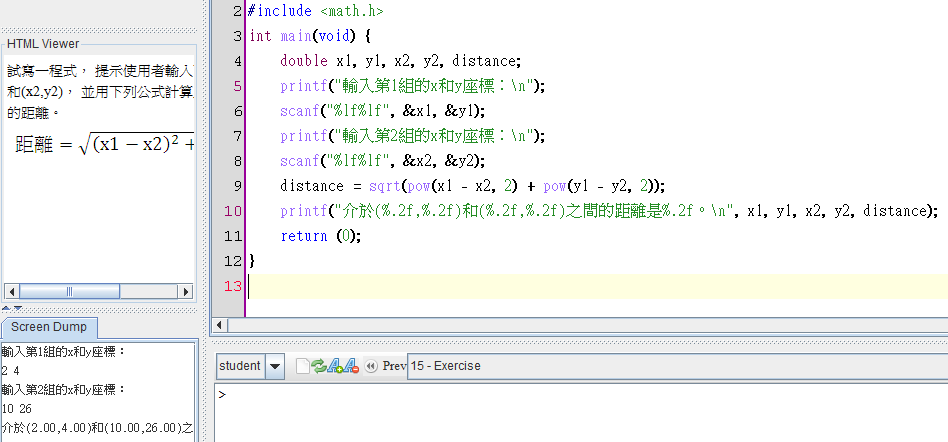 HTML Viewer
試寫一程式， 提示使用者輸入
和(x2,y2)， 並用下列公式計算
的距離。
距離 = √(x1 − x2)² +
Screen Dump
輸入第1組的x和y座標：
2 4
輸入第2組的x和y座標：
10 26
介於(2.00,4.00)和(10.00,26.00)之
2 #include <math.h>
3 int main(void) {
4 double x1, y1, x2, y2, distance;
5 printf("輸入第1組的x和y座標：\n");
6 scanf("%lf%lf", &x1, &y1);
7 printf("輸入第2組的x和y座標：\n");
8 scanf("%lf%lf", &x2, &y2);
9 distance = sqrt(pow(x1 - x2, 2) + pow(y1 - y2, 2));
10 printf("介於(%.2f,%.2f)和(%.2f,%.2f)之間的距離是%.2f。\n", x1, y1, x2, y2, distance);
11 return (0);
12 }
13
student Prev 15 - Exercise
>